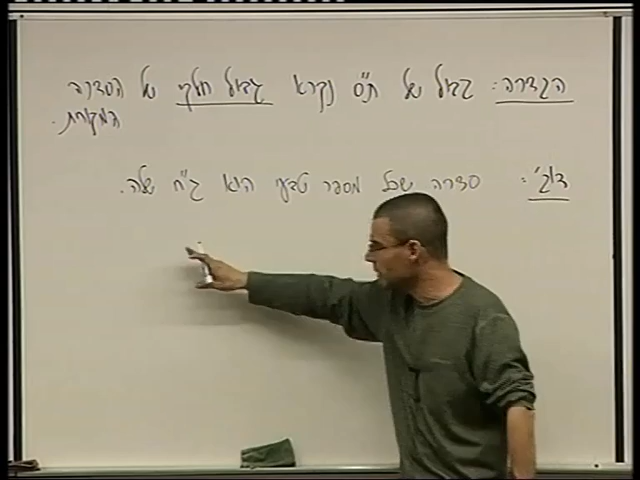 הגדרה: גבול של ת"ס נקרא גבול חלקי של הסדרה
המקורית.
דוג': סדרה שכל מספר טבעי הוא ג"ח שלה.